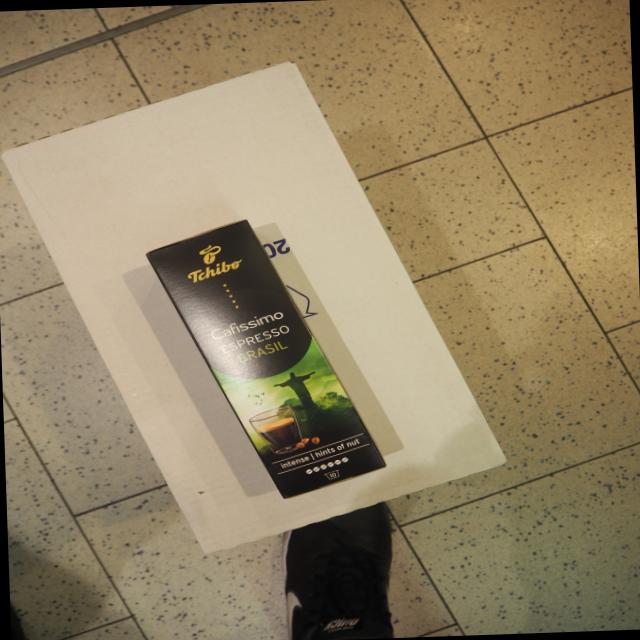 Tchibo
Cafissimo
ESPRESSO
BRASIL
intense | hints of nut
10
20